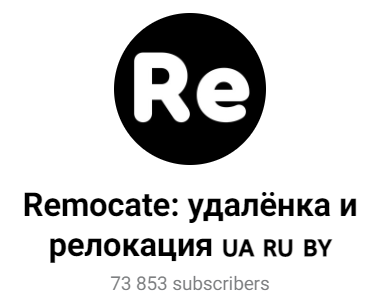 Re
Remocate: удалёнка и
релокация UA RU BY
73 853 subscribers